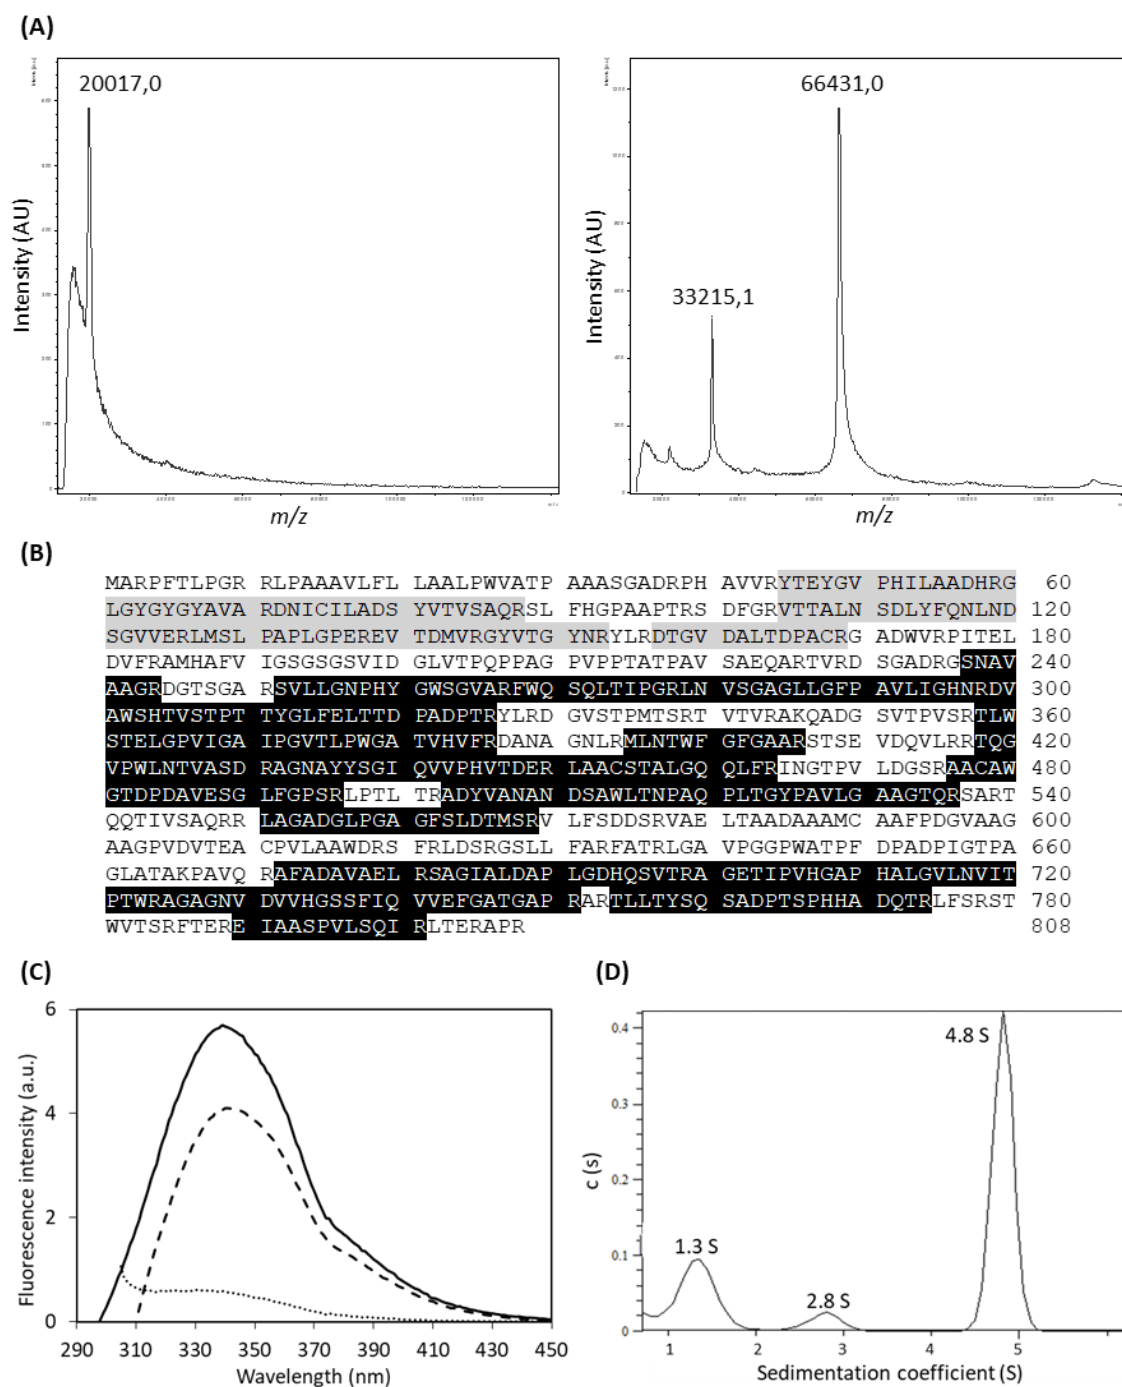 (A)
20017,0
66431,0
33215,1
Intensity (AU)
Intensity (AU)
m/z
m/z
(B)
MARPFTLPGR RLPAAAVLFL LAALPWVATP AAASGADRPH AVVRYTEYGV PHILAADHRG 60
LGYGYGYAVA RDNICILADS YVTVSAQRSL FHGPAAPTRS DFGRVTTALN SDLYFQNLND 120
SGVVERLMSL PAPLGPEREV TDMVRGYVTG YNRYLRDTGV DALTDPACRG ADWVRPITEL 180
DVFRAMHAFV IGSGSGSVID GLVTPQPPAG PVPPTATPAV SAEQARTVRD SGADRGSNAV 240
AAGRDGTSGA RSVLLGNPHY GWSGVARFWQ SQLTIPGRLN VSGAGLLGFP AVLIGHNRDV 300
AWSHTVSTPT TYGLFELTTD PADPTRYLRD GVSTPMTSRT VTVRAKQADG SVTPVSRTLW 360
STELGPVIGA IPGVTLPWGA TVHVFRDANA GNLRMLNTWF GFGAARSTSE VDQVLRRTQG 420
VPWLNTVASD RAGNAYYSGI QVVPHVTDER LAACSTALGQ QLFRINGTPV LDGSRAACAW 480
GTDPDAVESG LFGPSRLPTL TRADYVANAN DSAWLTNPAQ PLTGYPAVLG AAGTQRSART 540
QQTIVSAQRR LAGADGLPGA GFSLDTMSRV LFSDDSRVAE LTAADAAAMC AAFPDGVAAG 600
AAGPVDVTEA CPVLAAWDRS FRLDSRGSLL FARFATRLGA VPGGPWATPF DPADPIGTPA 660
GLATAKPAVQ RAFADAVAEL RSAGIALDAP LGDHQSVTRA GETIPVHGAP HALGVLNVIT 720
PTWRAGAGNV DVVHGSSFIQ VVEFGATGAP RARTLLTYSQ SADPTSPHHA DQTRLFSRST 780
WVTSRFTERE IAASPVLSQI RLTERAPR 808
(C)
6
4
2
0
290 310 330 350 370 390 410 430 450
Fluorescence intensity (a.u.)
Wavelength (nm)
(D)
0.4
0.3
0.2
0.1
0
1 2 3 4 5
1.3 S
2.8 S
4.8 S
c (s)
Sedimentation coefficient (S)